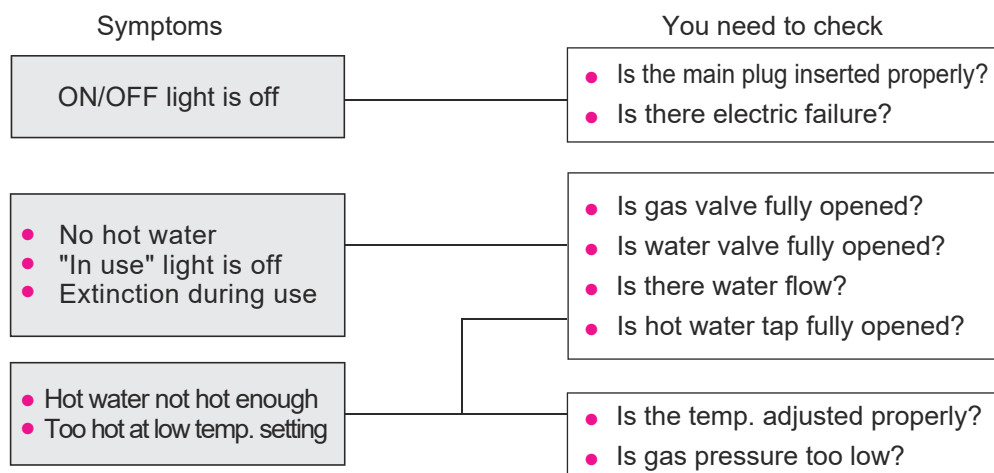 Symptoms
You need to check
ON/OFF light is off
Is the main plug inserted properly?
Is there electric failure?
No hot water
"In use" light is off
Extinction during use
Is gas valve fully opened?
Is water valve fully opened?
Is there water flow?
Is hot water tap fully opened?
Hot water not hot enough
Too hot at low temp. setting
Is the temp. adjusted properly?
Is gas pressure too low?